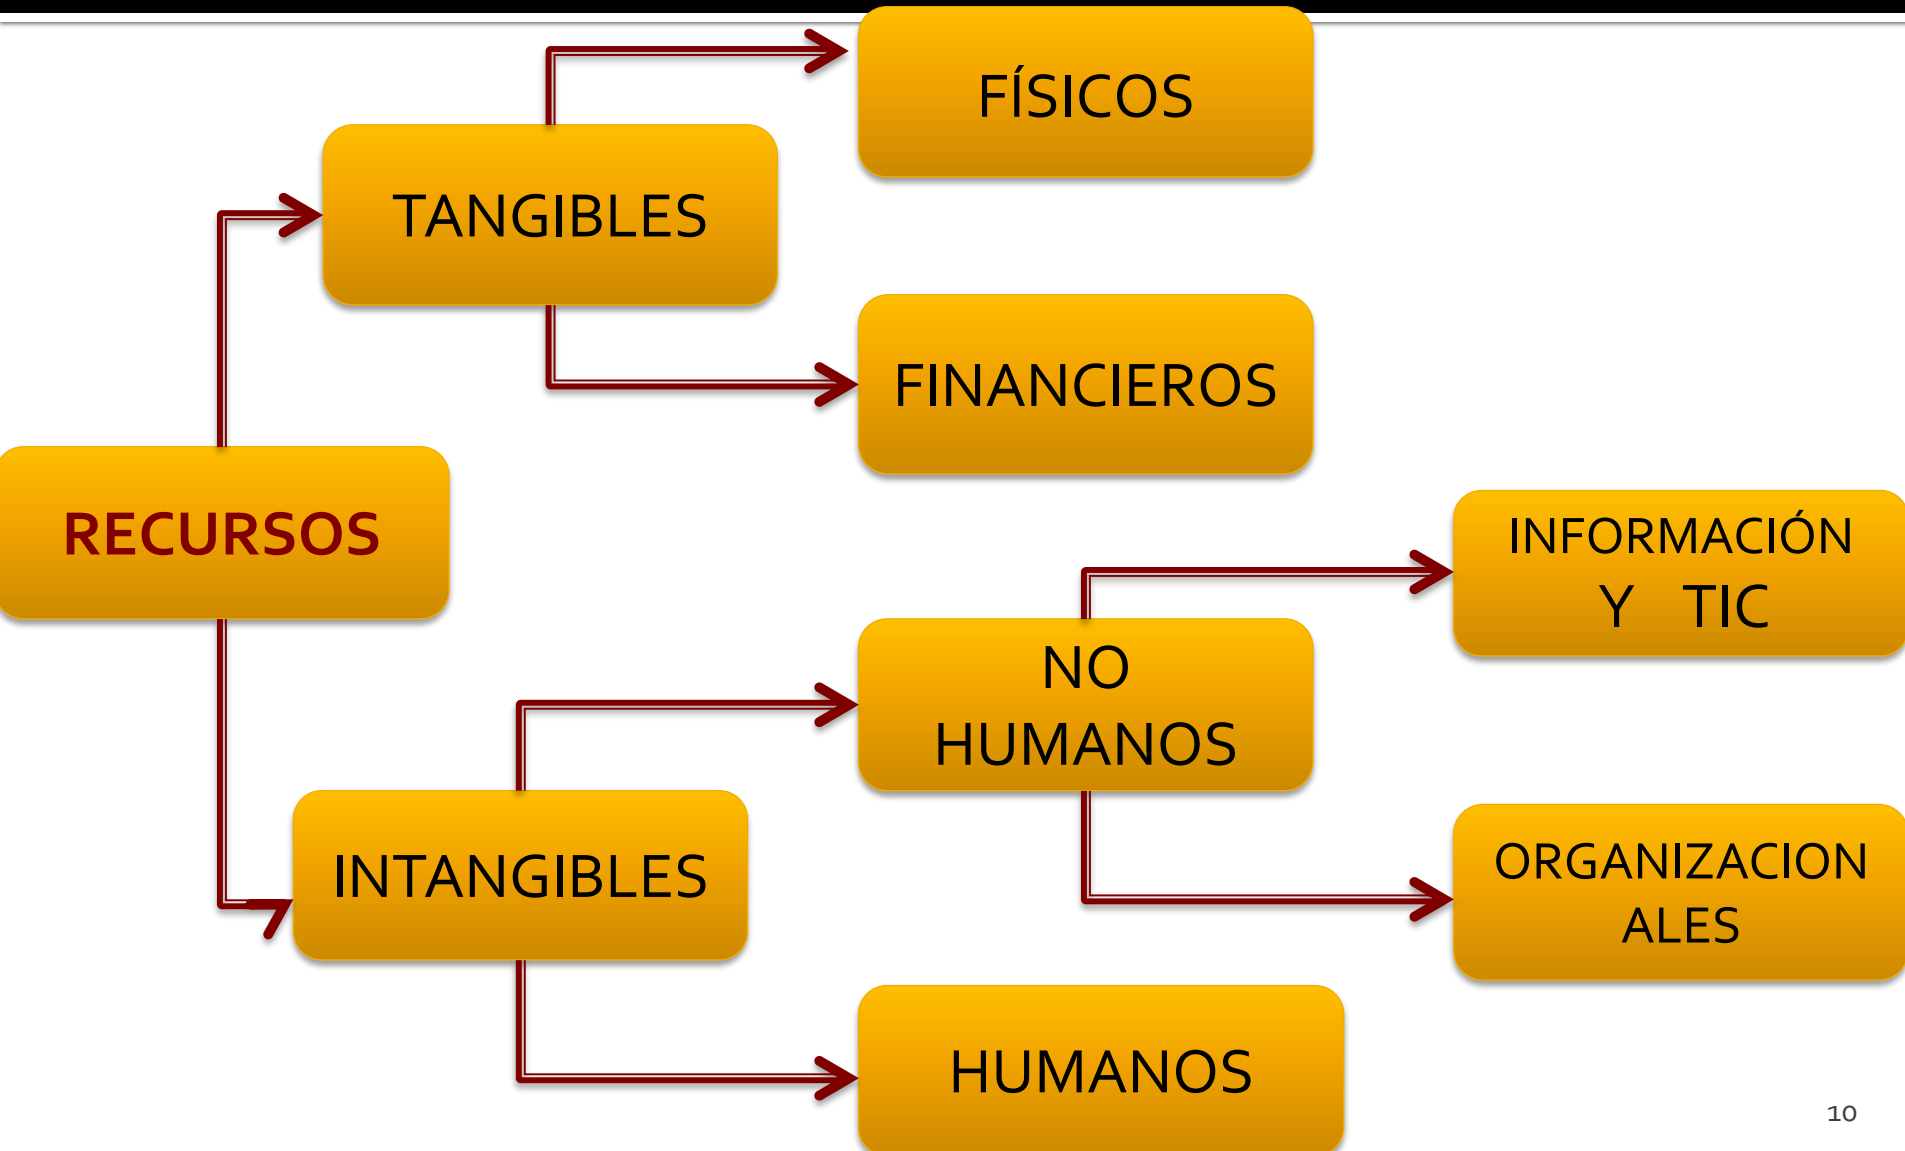 FÍSICOS
TANGIBLES
FINANCIEROS
RECURSOS
INFORMACIÓN
Y TIC
NO
HUMANOS
ORGANIZACION
ALES
INTANGIBLES
HUMANOS
10